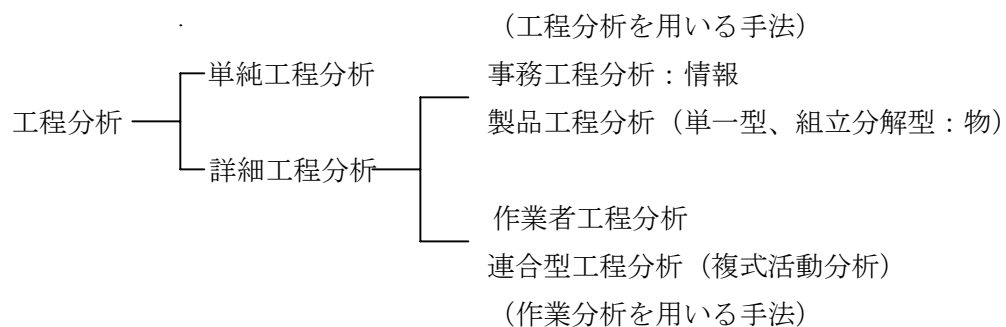 （工程分析を用いる手法）
単純工程分析
事務工程分析：情報
工程分析
製品工程分析（単一型、組立分解型：物）
詳細工程分析
作業者工程分析
連合型工程分析（複式活動分析）
（作業分析を用いる手法）